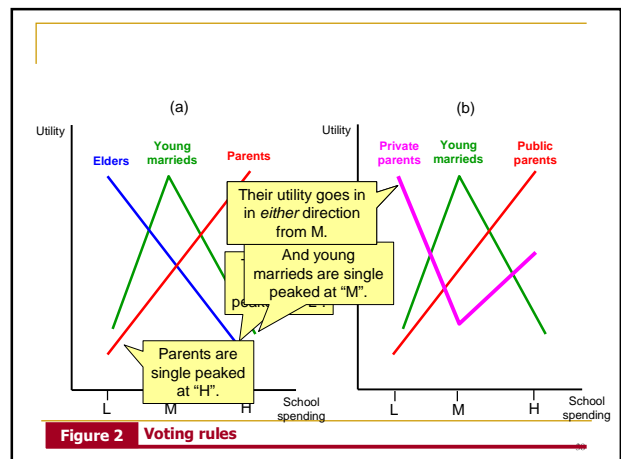 (a)
(b)
Utility
Utility
Elders
Young
marrieds
Parents
Private
parents
Young
marrieds
Public
parents
Their utility goes in
in either direction
from M.
And young
marrieds are single
peaked at “M”.
Parents are
single peaked
at “H”.
L M H School
spending
L M H School
spending
Figure 2 Voting rules